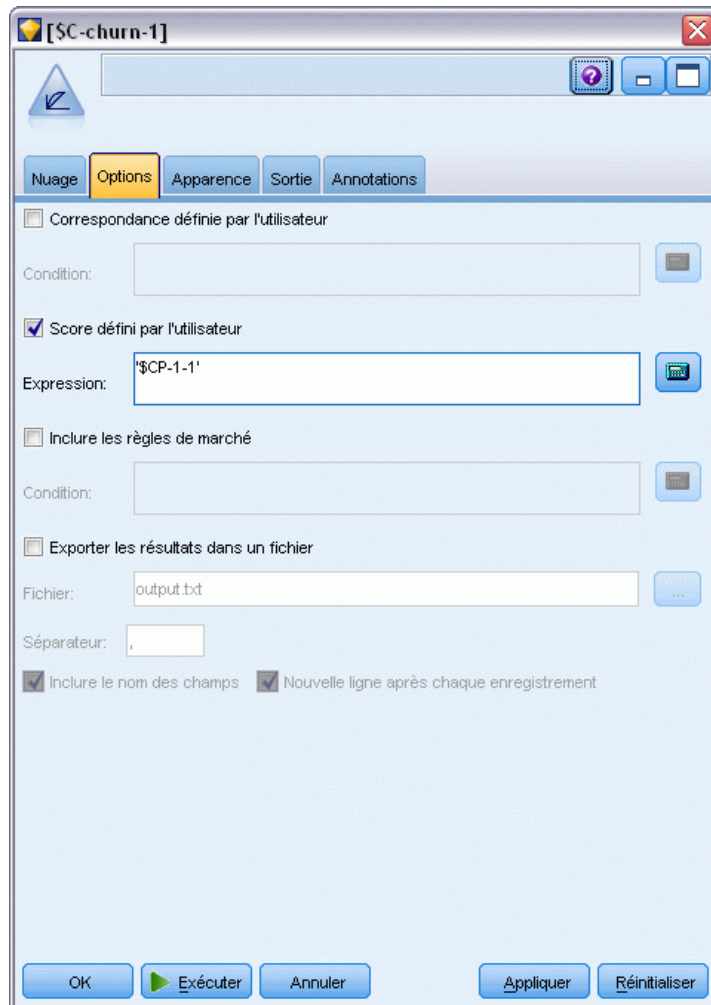 [$C-churn-1]
Nuage Options Apparence Sortie Annotations
Correspondance définie par l'utilisateur
Condition:
Score défini par l'utilisateur
Expression: '$CP-1-1'
Inclure les règles de marché
Condition:
Exporter les résultats dans un fichier
Fichier: output.txt ...
Séparateur: ,
Inclure le nom des champs Nouvelle ligne après chaque enregistrement
OK Exécuter Annuler Appliquer Réinitialiser